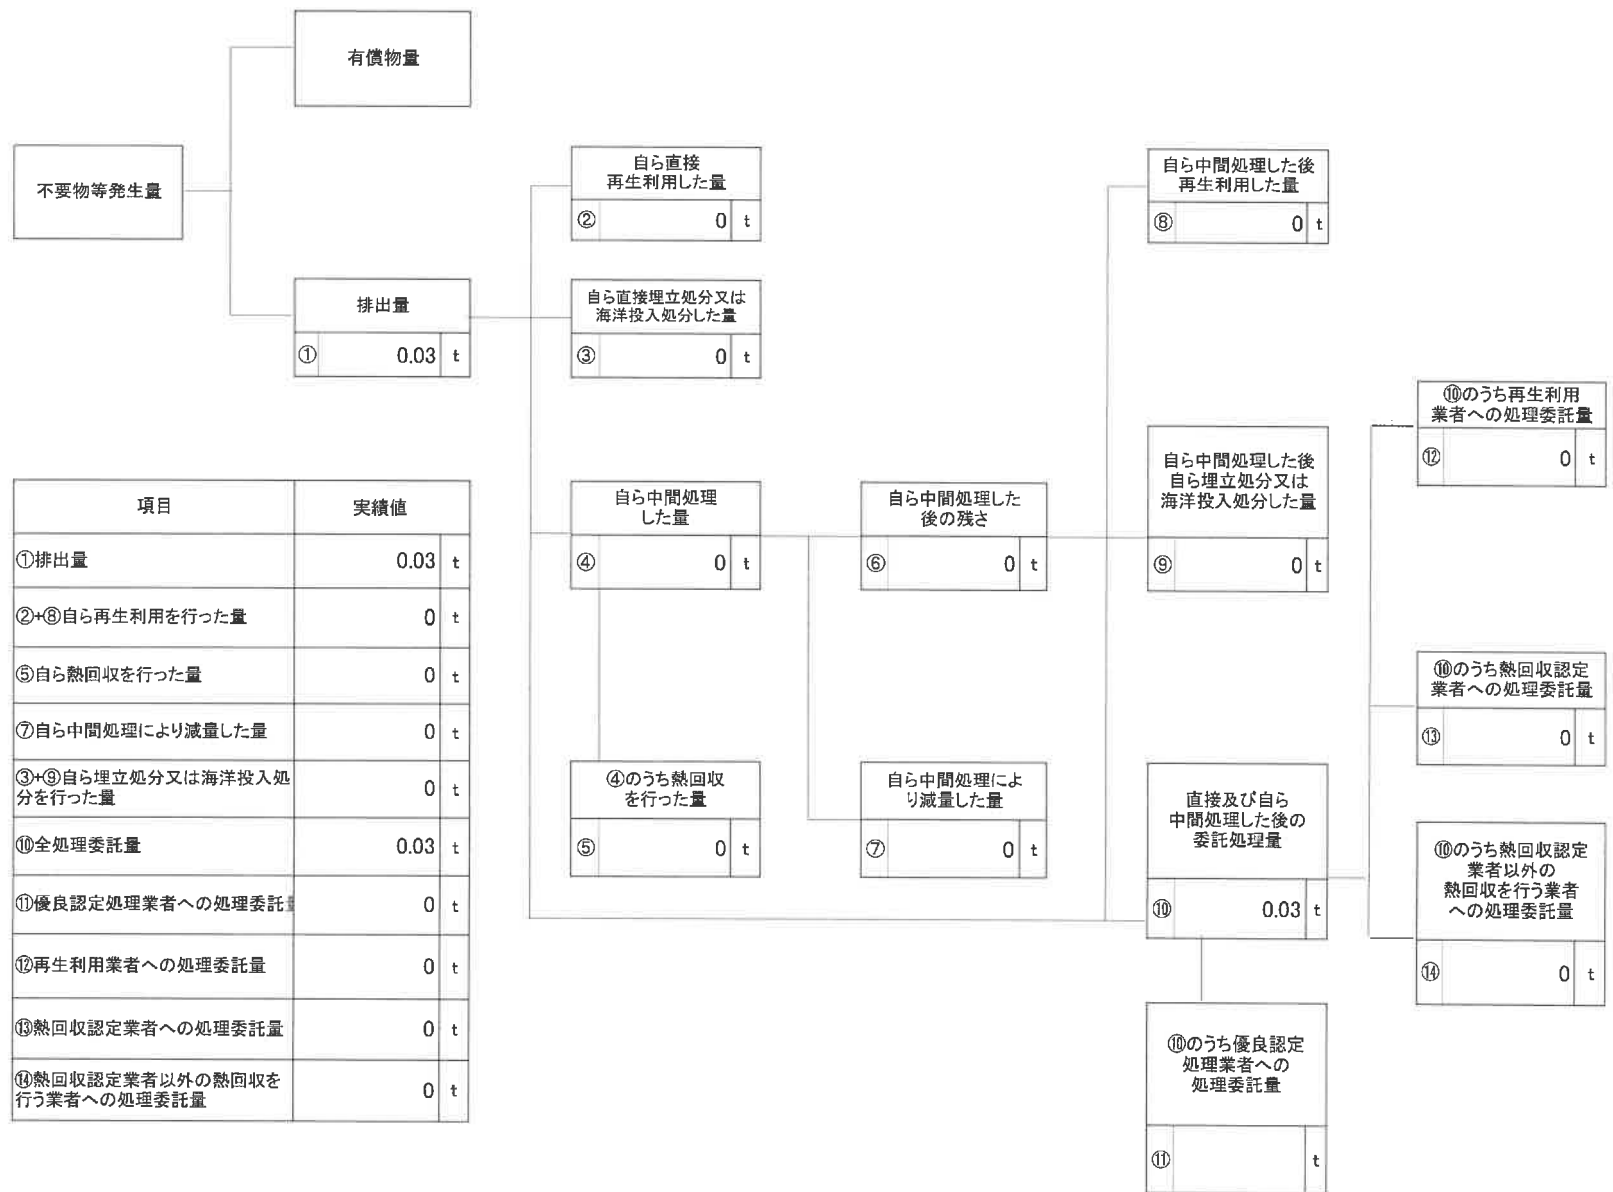 有償物量
不要物等発生量
排出量
① 0.03 t
自ら直接
再生利用した量
② 0 t
自ら直接埋立処分又は
海洋投入処分した量
③ 0 t
自ら中間処理
した量
④ 0 t
④のうち熱回収
を行った量
⑤ 0 t
自ら中間処理した
後の残さ
⑥ 0 t
自ら中間処理によ
り減量した量
⑦ 0 t
自ら中間処理した後
再生利用した量
⑧ 0 t
自ら中間処理した後
自ら埋立処分又は
海洋投入処分した量
⑨ 0 t
直接及び自ら
中間処理した後の
委託処理量
⑩ 0.03 t
⑩のうち優良認定
処理業者への
処理委託量
⑪ t
⑩のうち再生利用
業者への処理委託量
⑫ 0 t
⑩のうち熱回収認定
業者への処理委託量
⑬ 0 t
⑩のうち熱回収認定
業者以外の
熱回収を行う業者
への処理委託量
⑭ 0 t
項目 実績値
①排出量 0.03 t
②+⑧自ら再生利用を行った量 0 t
⑤自ら熱回収を行った量 0 t
⑦自ら中間処理により減量した量 0 t
③+⑨自ら埋立処分又は海洋投入処
分を行った量 0 t
⑩全処理委託量 0.03 t
⑪優良認定処理業者への処理委託 0 t
⑫再生利用業者への処理委託量 0 t
⑬熱回収認定業者への処理委託量 0 t
⑭熱回収認定業者以外の熱回収を
行う業者への処理委託量 0 t